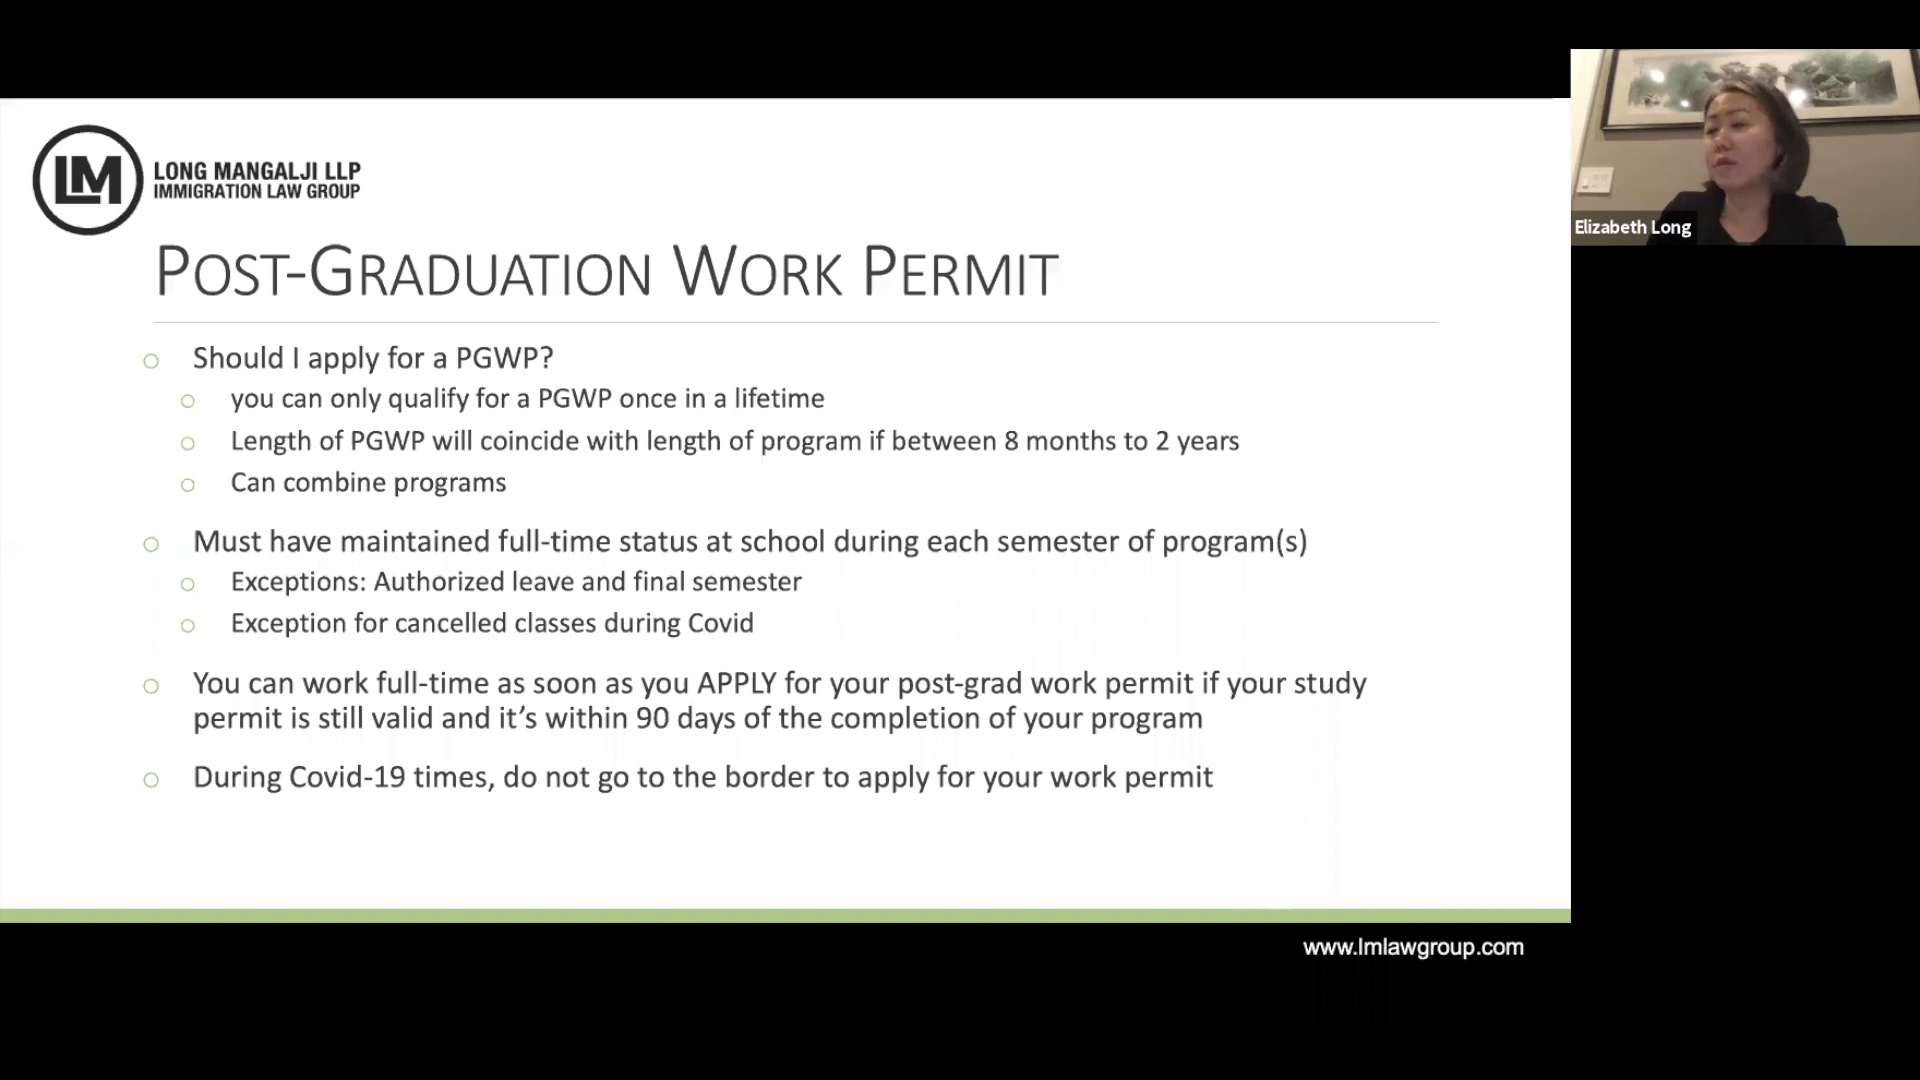 LM
LONG MANGALJI LLP
IMMIGRATION LAW GROUP
POST-GRADUATION WORK PERMIT
Should I apply for a PGWP?
you can only qualify for a PGWP once in a lifetime
Length of PGWP will coincide with length of program if between 8 months to 2 years
Can combine programs
Must have maintained full-time status at school during each semester of program(s)
Exceptions: Authorized leave and final semester
Exception for cancelled classes during Covid
You can work full-time as soon as you APPLY for your post-grad work permit if your study
permit is still valid and it's within 90 days of the completion of your program
During Covid-19 times, do not go to the border to apply for your work permit
Elizabeth Long
www.lmlawgroup.com